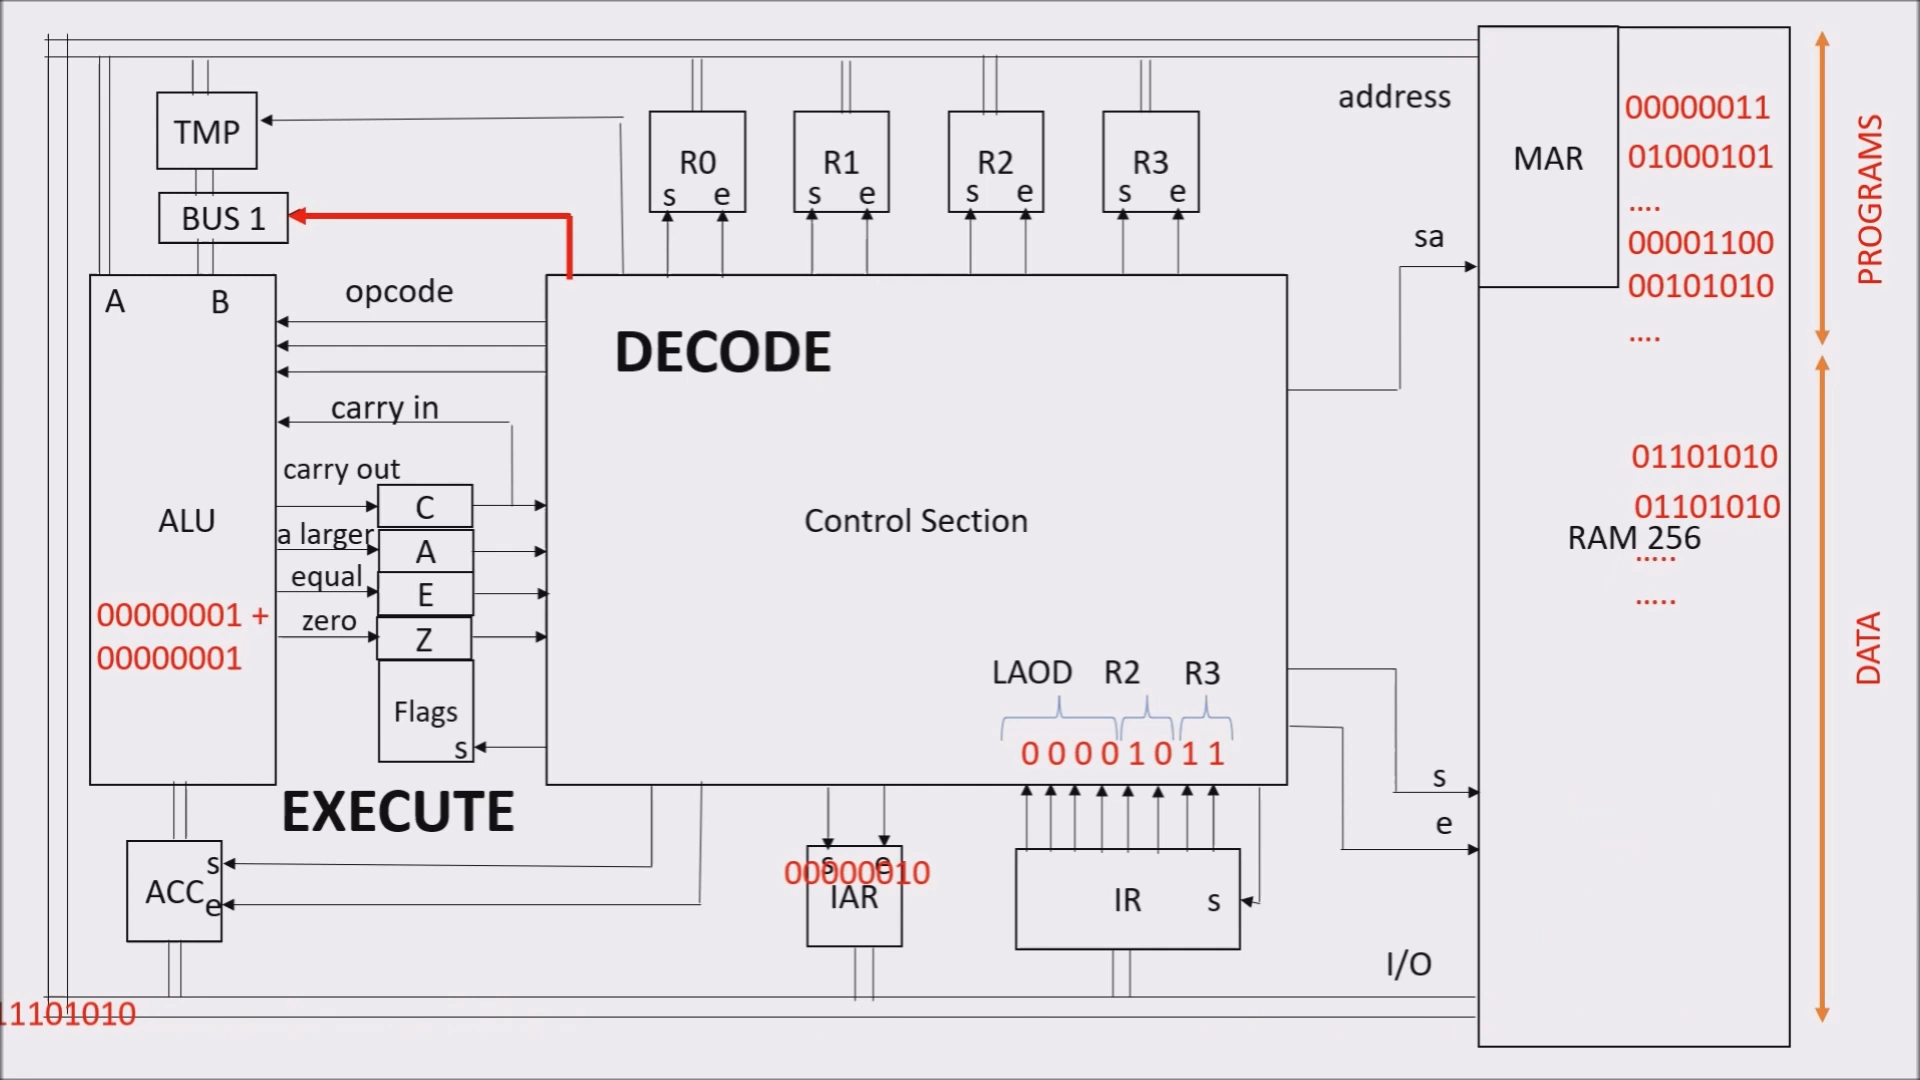 TMP
BUS 1
A B
opcode
carry in
carry out
a larger
equal
zero
ALU
00000001 +
00000001
C
A
E
Z
Flags
s
EXECUTE
ACC
s
e
11101010
R0
s e
R1
s e
R2
s e
R3
s e
DECODE
Control Section
LAOD R2 R3
0 0 0 0 1 0 1 1
s e
00000010
IAR
IR s
address
sa
s
e
I/O
MAR
00000011
01000101
....
00001100
00101010
....
01101010
01101010
RAM 256
.....
.....
PROGRAMS
DATA